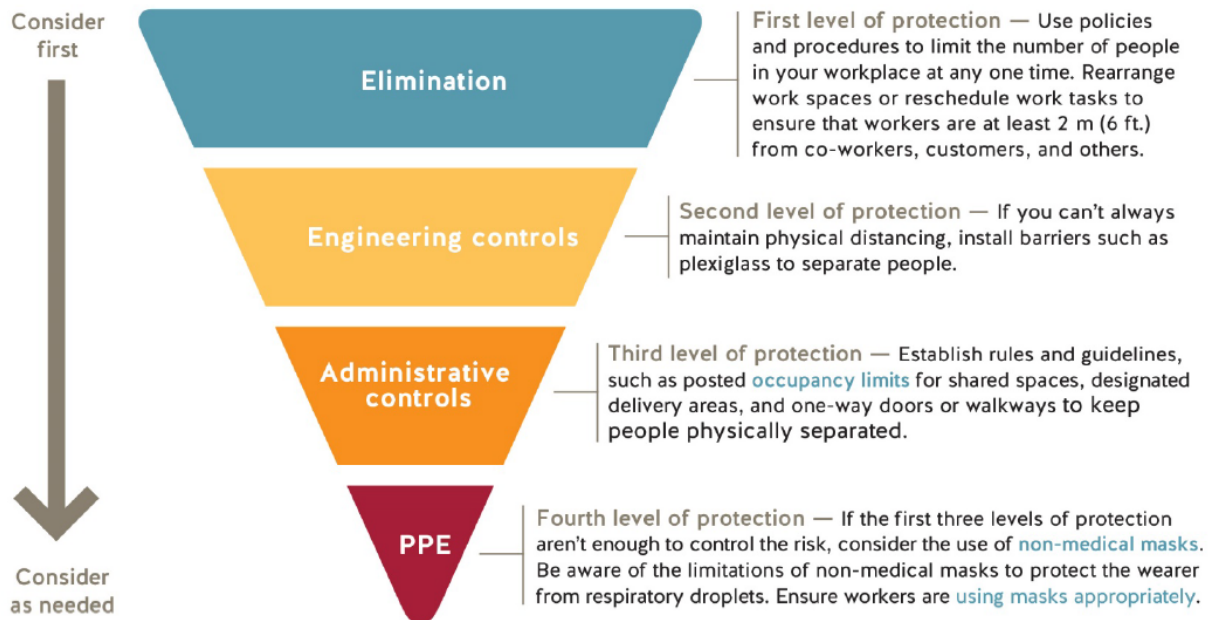 Consider
first
Elimination
First level of protection — Use policies
and procedures to limit the number of people
in your workplace at any one time. Rearrange
work spaces or reschedule work tasks to
ensure that workers are at least 2 m (6 ft.)
from co-workers, customers, and others.
Engineering controls
Second level of protection — If you can't always
maintain physical distancing, install barriers such as
plexiglass to separate people.
Administrative
controls
Third level of protection — Establish rules and guidelines,
such as posted occupancy limits for shared spaces, designated
delivery areas, and one-way doors or walkways to keep
people physically separated.
PPE
Fourth level of protection — If the first three levels of protection
aren't enough to control the risk, consider the use of non-medical masks.
Be aware of the limitations of non-medical masks to protect the wearer
from respiratory droplets. Ensure workers are using masks appropriately.
Consider
as needed